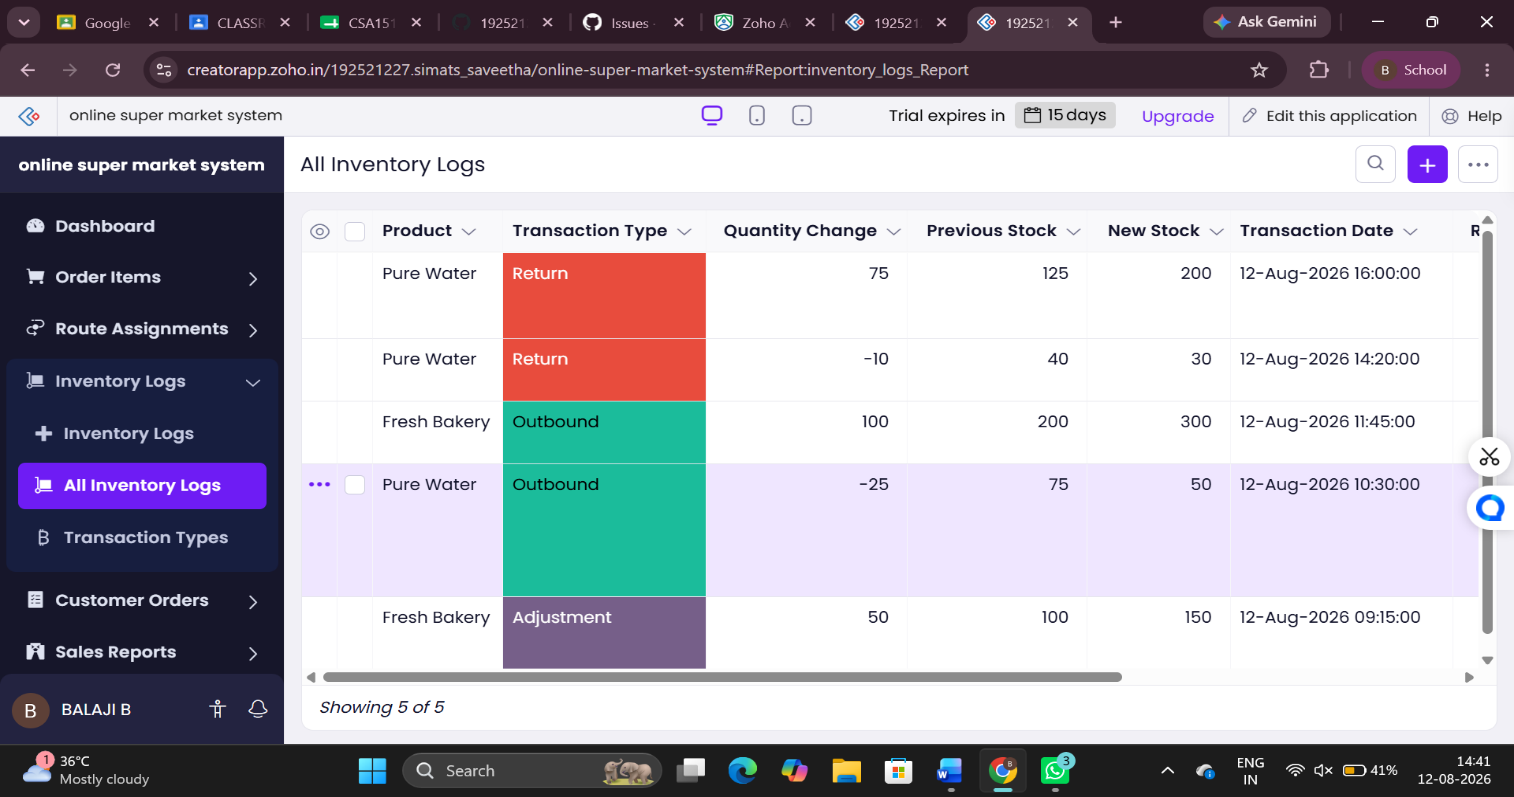 Google
CLASSR
CSA151
192521
Issues
Zoho A
192521
192521
Ask Gemini
creatorapp.zoho.in/192521227.simats_saveetha/online-super-market-system#Report:inventory_logs_Report
B School
online super market system
Trial expires in 15 days
Upgrade
Edit this application
Help
online super market system
All Inventory Logs
Dashboard
Order Items
Route Assignments
Inventory Logs
Inventory Logs
All Inventory Logs
Transaction Types
Customer Orders
Sales Reports
B BALAJI B
Product Transaction Type Quantity Change Previous Stock New Stock Transaction Date R
Pure Water Return 75 125 200 12-Aug-2026 16:00:00
Pure Water Return -10 40 30 12-Aug-2026 14:20:00
Fresh Bakery Outbound 100 200 300 12-Aug-2026 11:45:00
Pure Water Outbound -25 75 50 12-Aug-2026 10:30:00
Fresh Bakery Adjustment 50 100 150 12-Aug-2026 09:15:00
Showing 5 of 5
1
36°C
Mostly cloudy
Search
3
ENG
IN
41%
14:41
12-08-2026